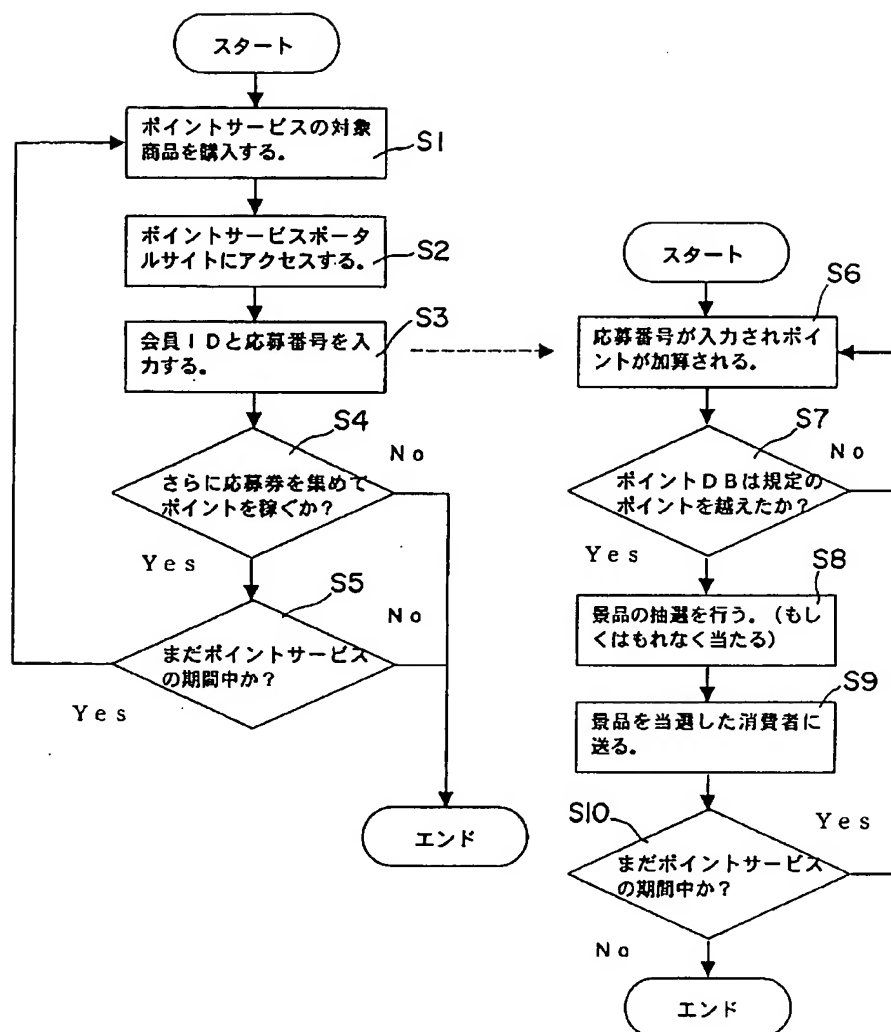 スタート
ポイントサービスの対象
商品を購入する。
S1
ポイントサービスポータ
ルサイトにアクセスする。
S2
会員IDと応募番号を入
力する。
S3
S4
さらに応募券を集めて
ポイントを稼ぐか?
No
Yes
S5
まだポイントサービス
の期間中か?
No
Yes
エンド
スタート
S6
応募番号が入力されポイ
ントが加算される。
S7
ポイントDBは規定の
ポイントを越えたか?
No
Yes
S8
景品の抽選を行う。(もし
くはもれなく当たる)
S9
景品を当選した消費者に
送る。
S10
まだポイントサービス
の期間中か?
Yes
No
エンド